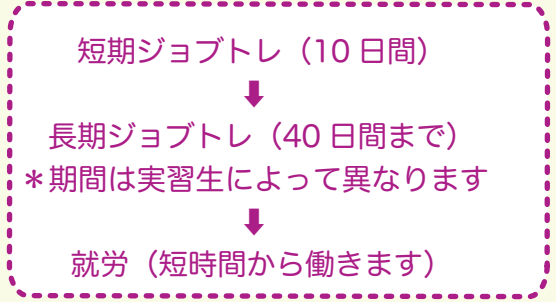 短期ジョブトレ（10 日間）
⬇
長期ジョブトレ（40 日間まで）
＊期間は実習生によって異なります
⬇
就労（短時間から働きます）